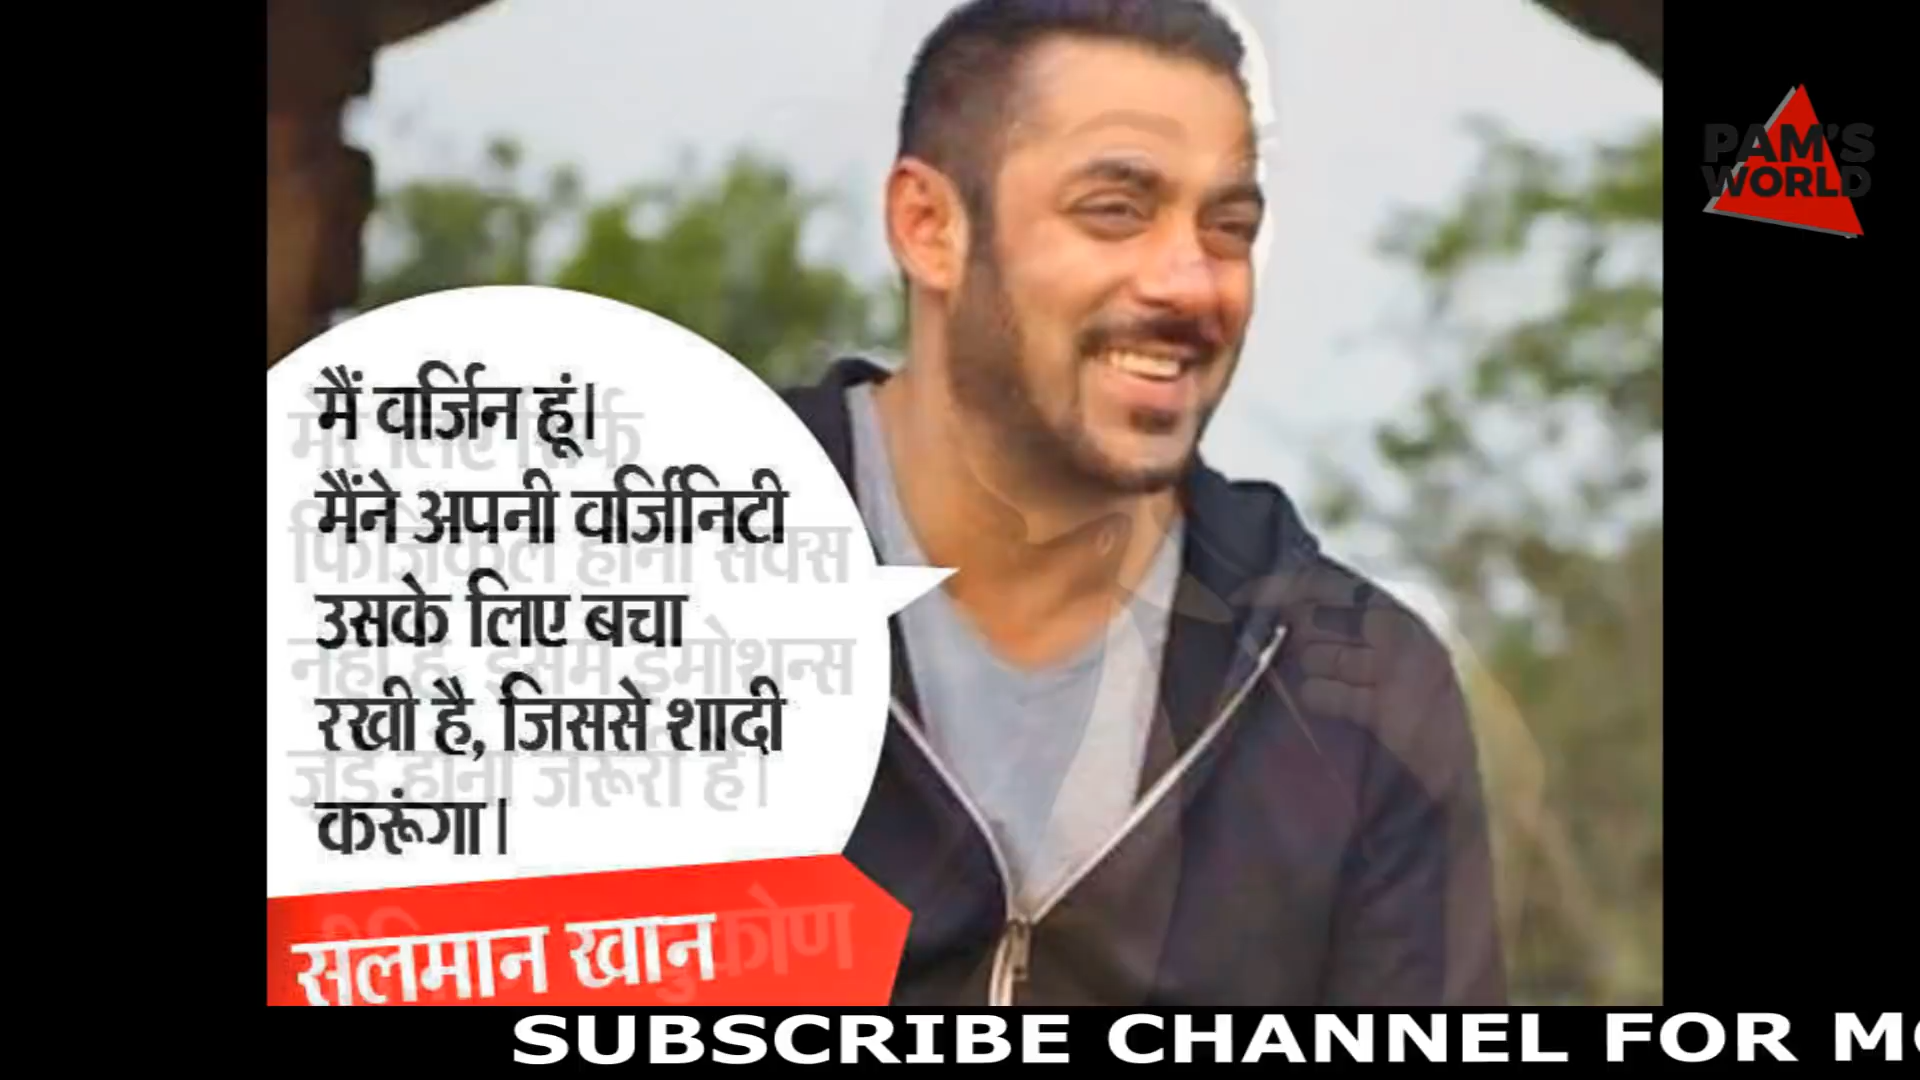 PAM'S
WORLD
मैं वर्जिन हूं।
मैंने अपनी वर्जिनिटी
उसके लिए बचा
रखी है, जिससे शादी
करूंगा।
सलमान खान
SUBSCRIBE CHANNEL FOR